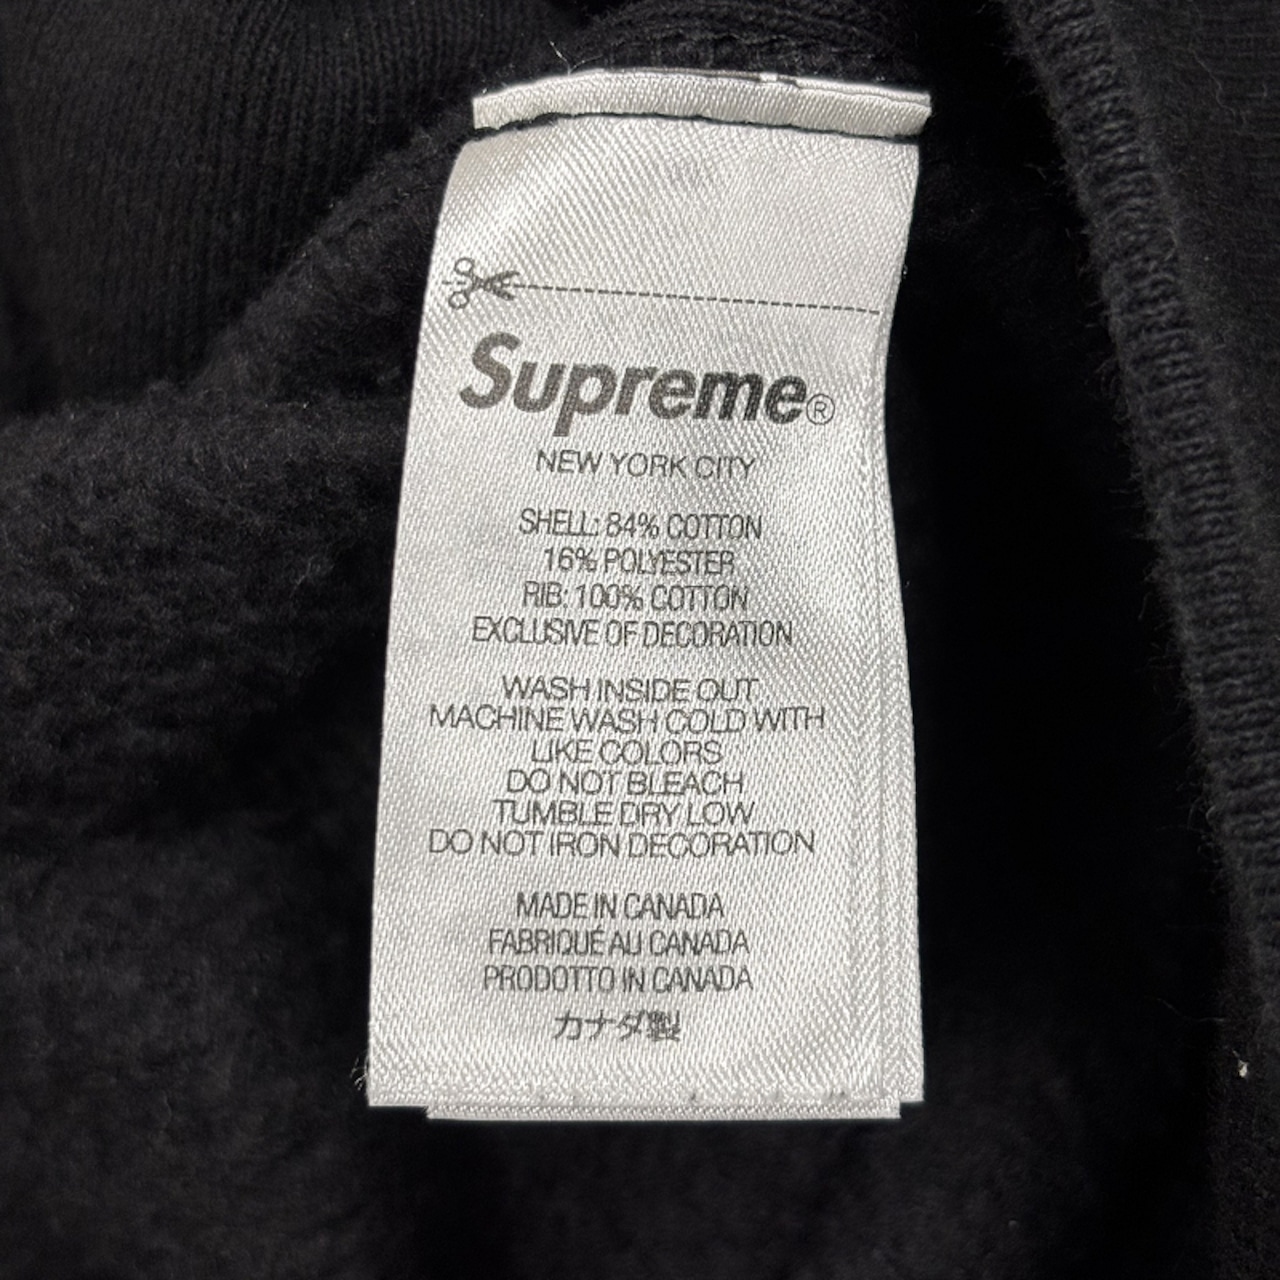 Supreme®
NEW YORK CITY
SHELL: 84% COTTON
16% POLYESTER
RIB: 100% COTTON
EXCLUSIVE OF DECORATION
WASH INSIDE OUT
MACHINE WASH COLD WITH
LIKE COLORS
DO NOT BLEACH
TUMBLE DRY LOW
DO NOT IRON DECORATION
MADE IN CANADA
FABRIQUÉ AU CANADA
PRODOTTO IN CANADA
カナダ製